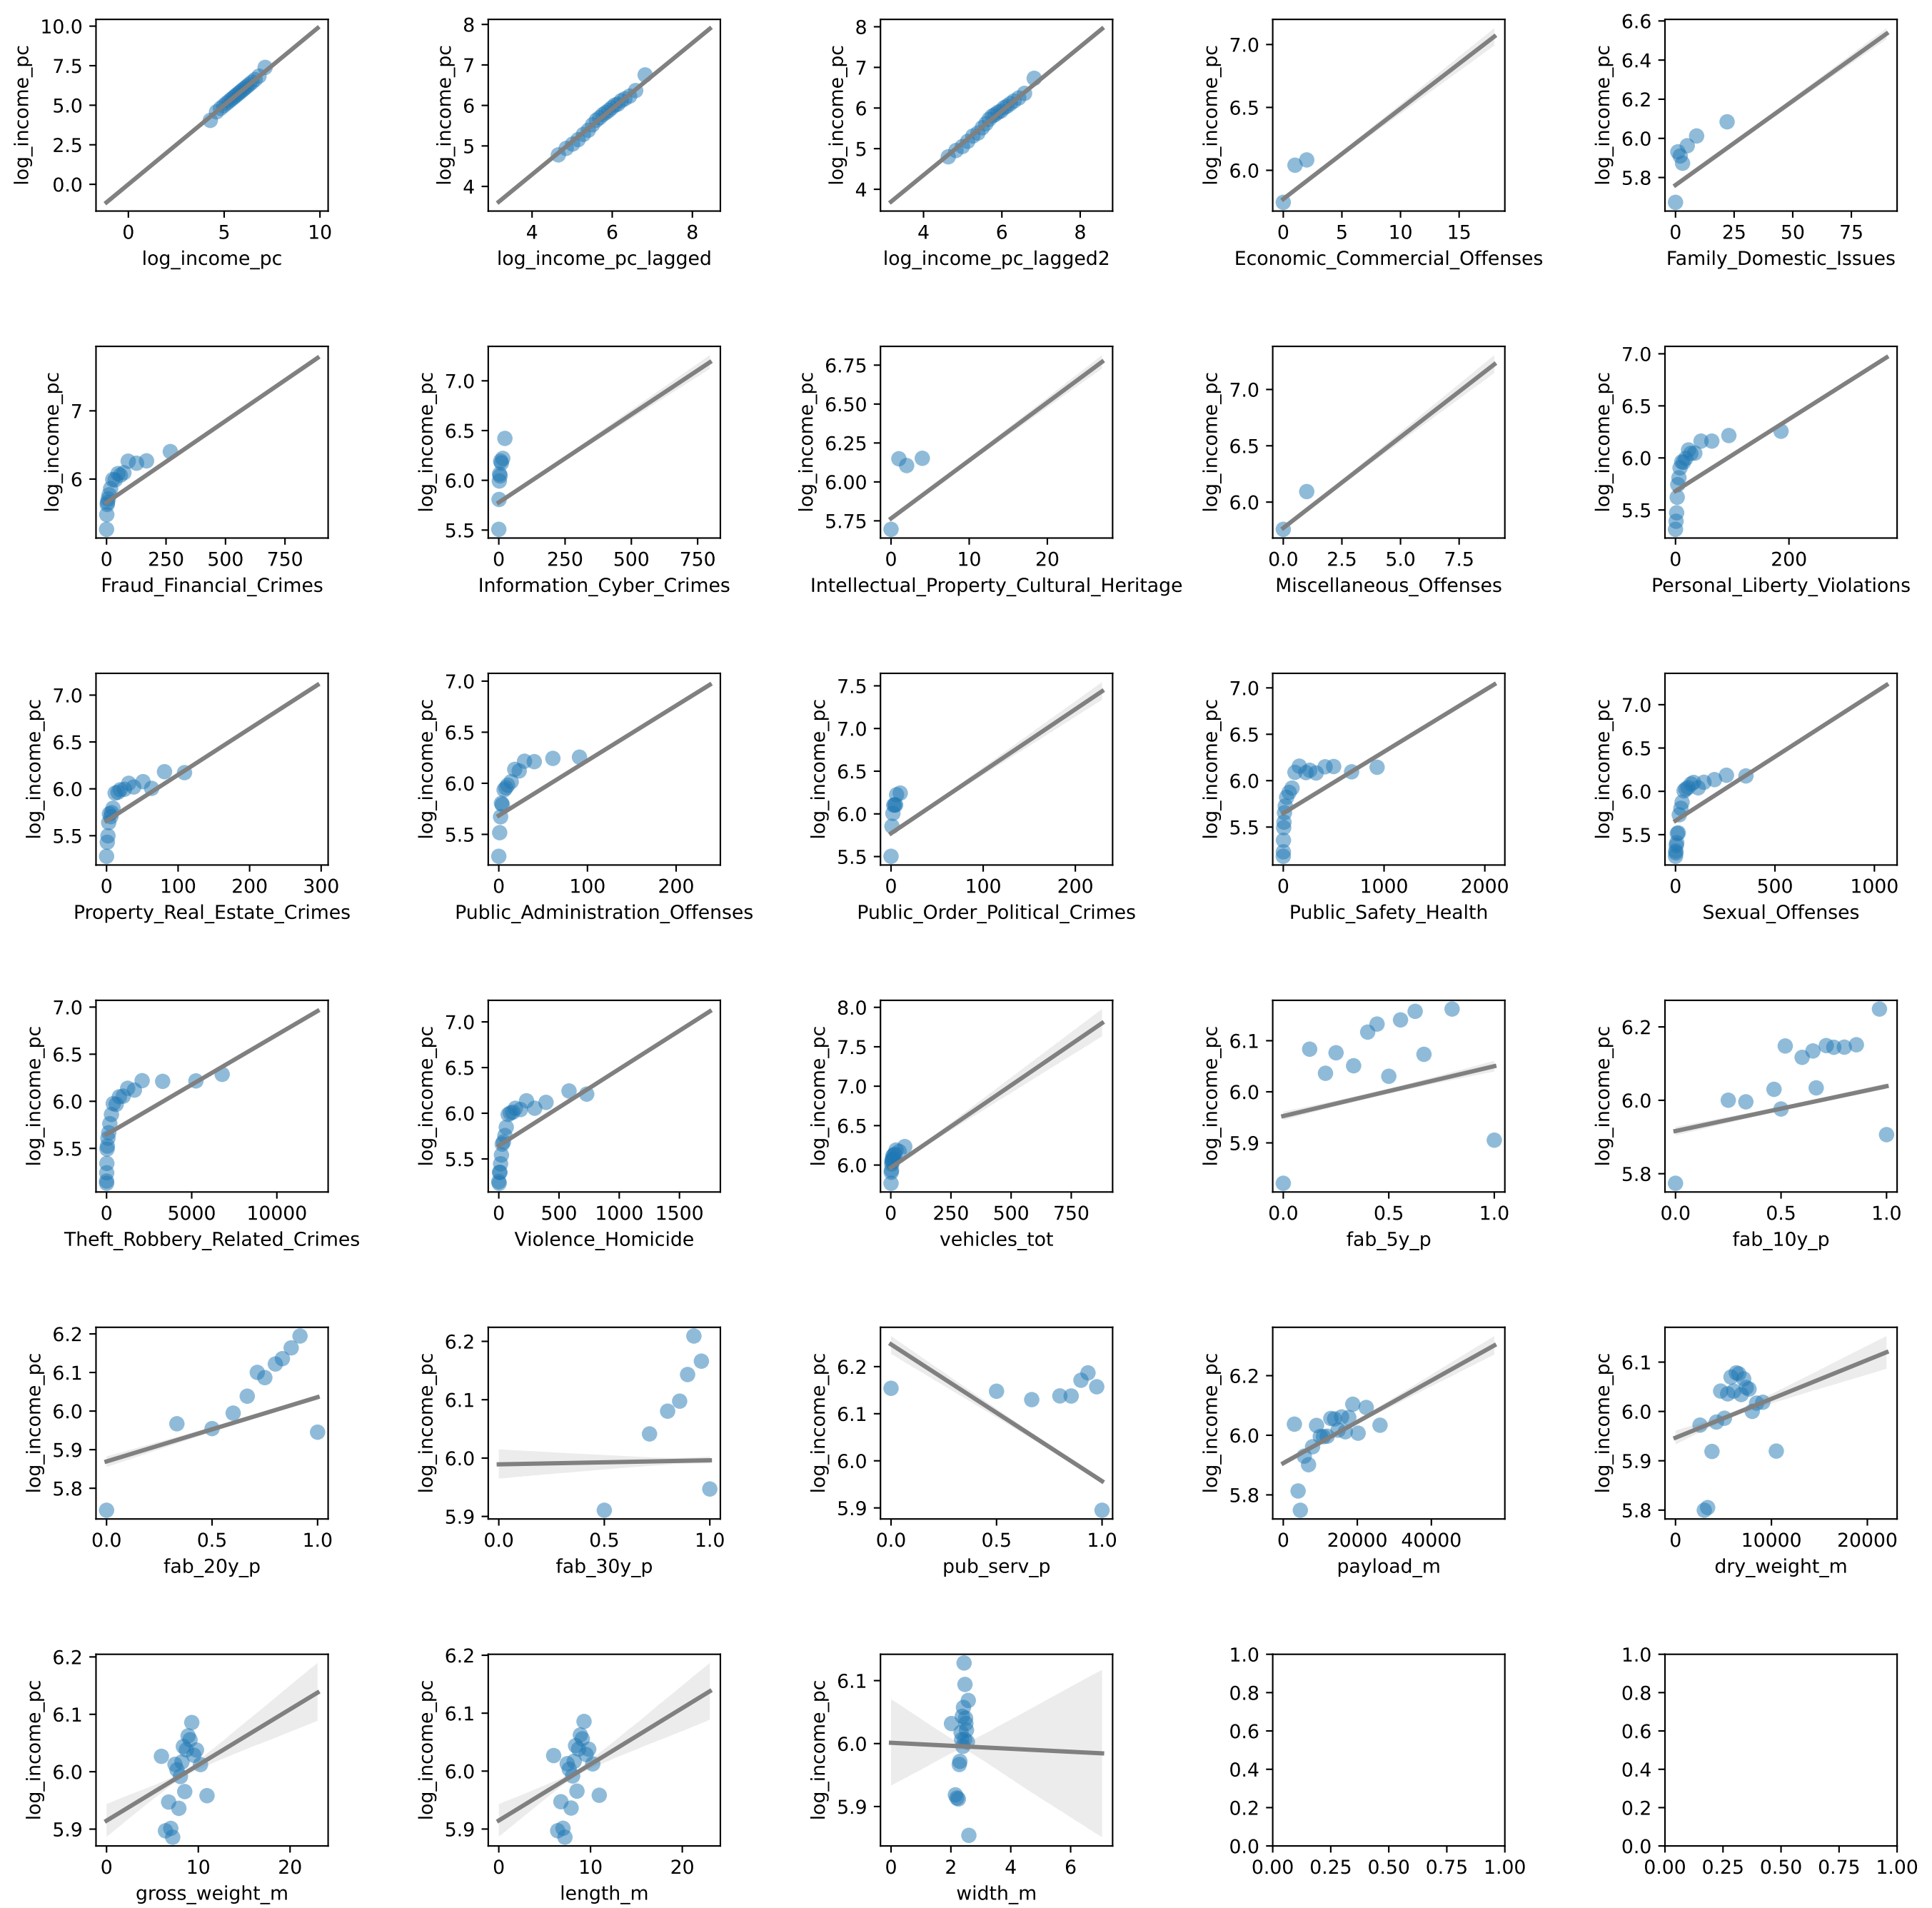 log_income_pc
10.0
7.5
5.0
2.5
0.0
0 5 10
log_income_pc
log_income_pc
8
7
6
5
4
4 6 8
log_income_pc_lagged
log_income_pc
8
7
6
5
4
4 6 8
log_income_pc_lagged2
log_income_pc
7.0
6.5
6.0
0 5 10 15
Economic_Commercial_Offenses
log_income_pc
6.6
6.4
6.2
6.0
5.8
0 25 50 75
Family_Domestic_Issues
log_income_pc
7
6
0 250 500 750
Fraud_Financial_Crimes
log_income_pc
7.0
6.5
6.0
5.5
0 250 500 750
Information_Cyber_Crimes
log_income_pc
6.75
6.50
6.25
6.00
5.75
0 10 20
Intellectual_Property_Cultural_Heritage
log_income_pc
7.0
6.5
6.0
0.0 2.5 5.0 7.5
Miscellaneous_Offenses
log_income_pc
7.0
6.5
6.0
5.5
0 200
Personal_Liberty_Violations
log_income_pc
7.0
6.5
6.0
5.5
0 100 200 300
Property_Real_Estate_Crimes
log_income_pc
7.0
6.5
6.0
5.5
0 100 200
Public_Administration_Offenses
log_income_pc
7.5
7.0
6.5
6.0
5.5
0 100 200
Public_Order_Political_Crimes
log_income_pc
7.0
6.5
6.0
5.5
0 1000 2000
Public_Safety_Health
log_income_pc
7.0
6.5
6.0
5.5
0 500 1000
Sexual_Offenses
log_income_pc
7.0
6.5
6.0
5.5
0 5000 10000
Theft_Robbery_Related_Crimes
log_income_pc
7.0
6.5
6.0
5.5
0 500 1000 1500
Violence_Homicide
log_income_pc
8.0
7.5
7.0
6.5
6.0
0 250 500 750
vehicles_tot
log_income_pc
6.1
6.0
5.9
0.0 0.5 1.0
fab_5y_p
log_income_pc
6.2
6.0
5.8
0.0 0.5 1.0
fab_10y_p
log_income_pc
6.2
6.1
6.0
5.9
5.8
0.0 0.5 1.0
fab_20y_p
log_income_pc
6.2
6.1
6.0
5.9
0.0 0.5 1.0
fab_30y_p
log_income_pc
6.2
6.1
6.0
5.9
0.0 0.5 1.0
pub_serv_p
log_income_pc
6.2
6.0
5.8
0 20000 40000
payload_m
log_income_pc
6.1
6.0
5.9
5.8
0 10000 20000
dry_weight_m
log_income_pc
6.2
6.1
6.0
5.9
0 10 20
gross_weight_m
log_income_pc
6.2
6.1
6.0
5.9
0 10 20
length_m
log_income_pc
6.1
6.0
5.9
0 2 4 6
width_m
1.0
0.8
0.6
0.4
0.2
0.0
0.00 0.25 0.50 0.75 1.00
1.0
0.8
0.6
0.4
0.2
0.0
0.00 0.25 0.50 0.75 1.00